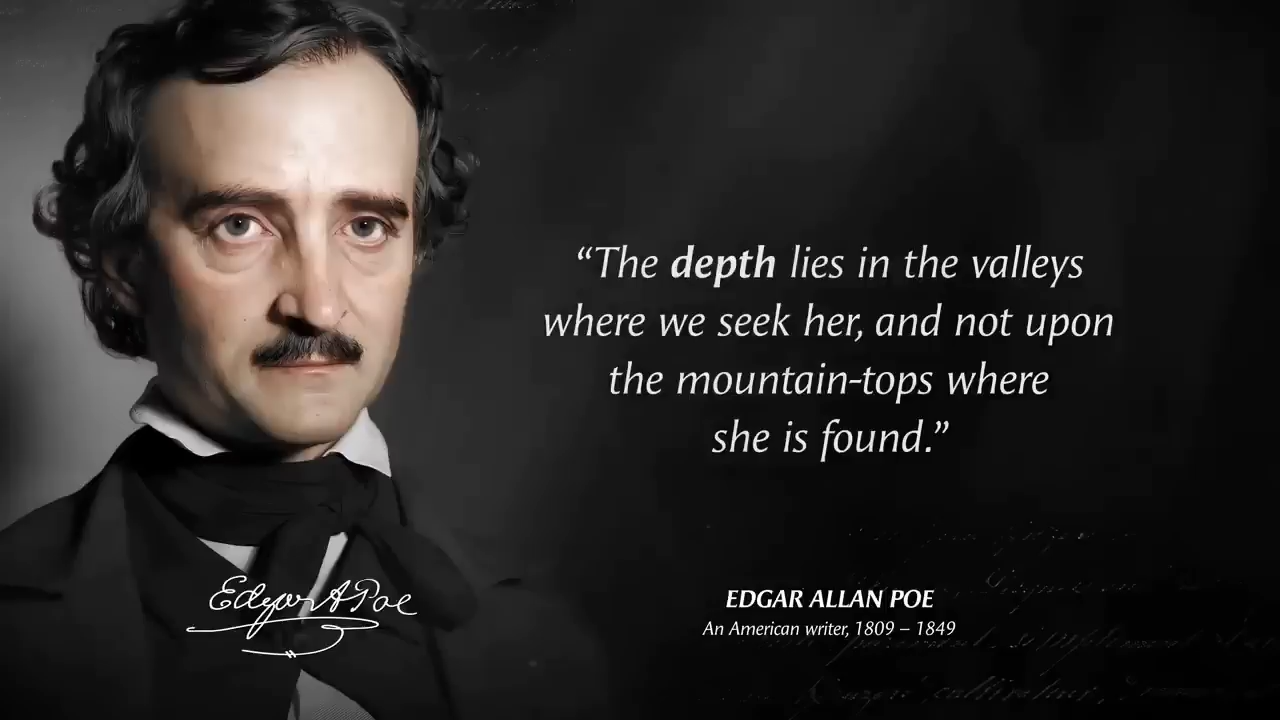 “The depth lies in the valleys
where we seek her, and not upon
the mountain-tops where
she is found.”
Edgar A Poe
EDGAR ALLAN POE
An American writer, 1809 – 1849